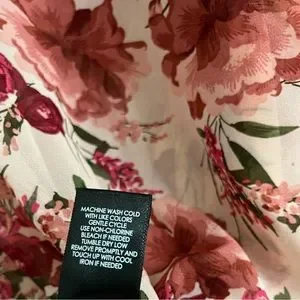 MACHINE WASH COLD
WITH LIKE COLORS
GENTLE CYCLE
USE NON-CHLORINE
BLEACH IF NEEDED
TUMBLE DRY LOW
REMOVE PROMPTLY AND
TOUCH UP WITH COOL
IRON IF NEEDED